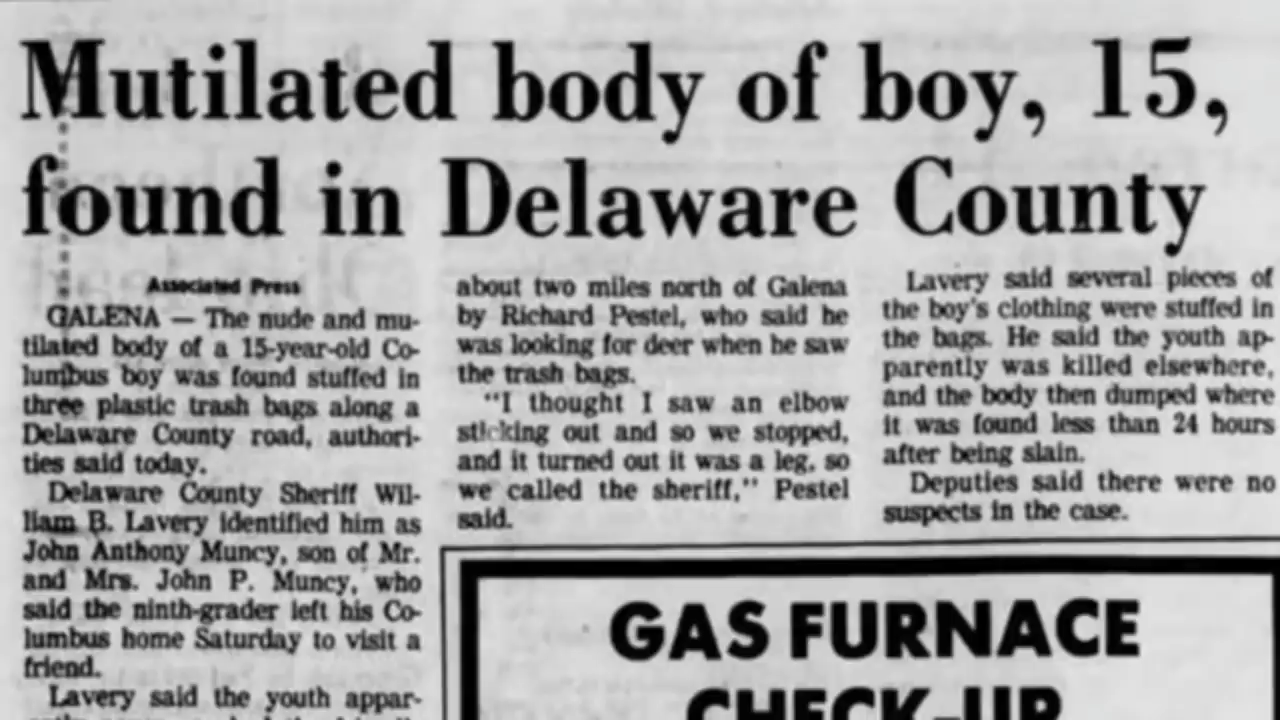 Mutilated body of boy, 15,
found in Delaware County
Associated Press
GALENA — The nude and mu-
tilated body of a 15-year-old Co-
lumbus boy was found stuffed in
three plastic trash bags along a
Delaware County road, authori-
ties said today.
Delaware County Sheriff Wil-
liam B. Lavery identified him as
John Anthony Muncy, son of Mr.
and Mrs. John P. Muncy, who
said the ninth-grader left his Co-
lumbus home Saturday to visit a
friend.
Lavery said the youth appar-
about two miles north of Galena
by Richard Pestel, who said he
was looking for deer when he saw
the trash bags.
"I thought I saw an elbow
sticking out and so we stopped,
and it turned out it was a leg, so
we called the sheriff," Pestel
said.
Lavery said several pieces of
the boy's clothing were stuffed in
the bags. He said the youth ap-
parently was killed elsewhere,
and the body then dumped where
it was found less than 24 hours
after being slain.
Deputies said there were no
suspects in the case.
GAS FURNACE
CHECK-UP